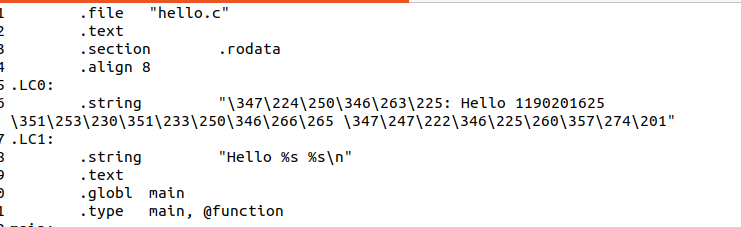 1 .file "hello.c"
2 .text
3 .section .rodata
4 .align 8
5 .LC0:
6 .string "\347\224\250\346\263\225: Hello 1190201625
\351\253\230\351\233\250\346\266\265 \347\247\222\346\225\260\357\274\201"
7 .LC1:
8 .string "Hello %s %s\n"
9 .text
0 .globl main
1 .type main, @function